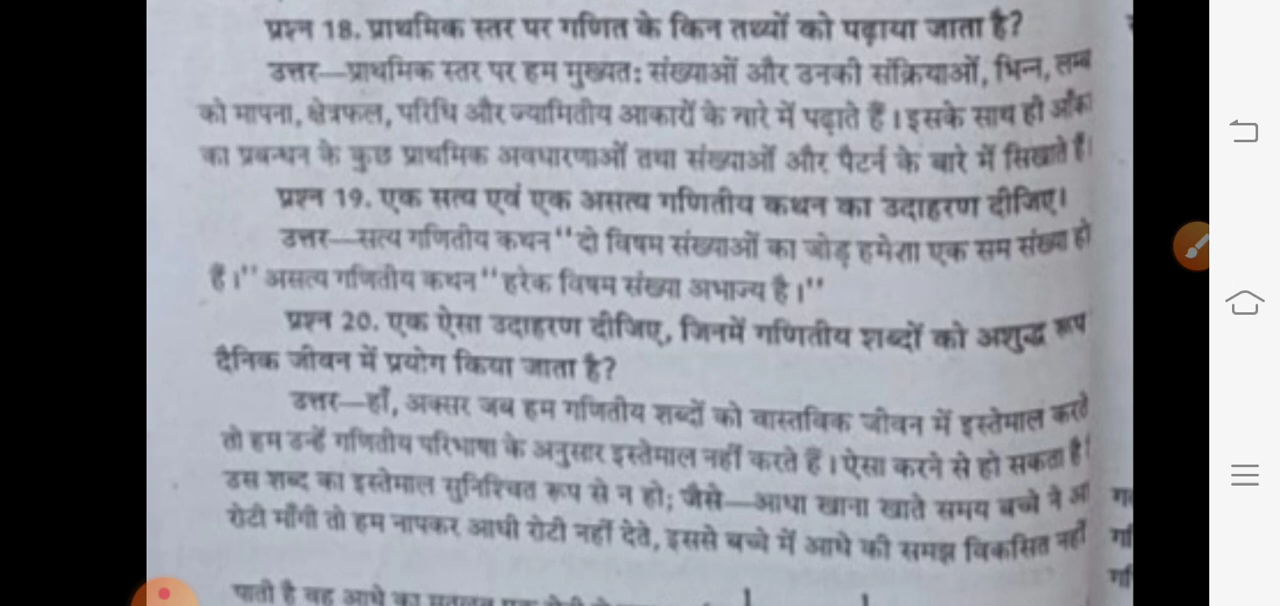 प्रश्न 18. प्राथमिक स्तर पर गणित के किन तथ्यों को पढ़ाया जाता है?
उत्तर—प्राथमिक स्तर पर हम मुख्यतः संख्याओं और उनकी संक्रियाओं, भिन्न, लम्ब
को मापना, क्षेत्रफल, परिधि और ज्यामितीय आकारों के बारे में पढ़ाते हैं। इसके साथ ही आँक
का प्रबन्धन के कुछ प्राथमिक अवधारणाओं तथा संख्याओं और पैटर्न के बारे में सिखाते हैं।
प्रश्न 19. एक सत्य एवं एक असत्य गणितीय कथन का उदाहरण दीजिए।
उत्तर—सत्य गणितीय कथन "दो विषम संख्याओं का जोड़ हमेशा एक सम संख्या हो
है।" असत्य गणितीय कथन "हरेक विषम संख्या अभाज्य है।"
प्रश्न 20. एक ऐसा उदाहरण दीजिए, जिनमें गणितीय शब्दों को अशुद्ध रूप
दैनिक जीवन में प्रयोग किया जाता है?
उत्तर—हाँ, अक्सर जब हम गणितीय शब्दों को वास्तविक जीवन में इस्तेमाल करते
तो हम उन्हें गणितीय परिभाषा के अनुसार इस्तेमाल नहीं करते हैं। ऐसा करने से हो सकता है।
उस शब्द का इस्तेमाल सुनिश्चित रूप से न हो; जैसे—आधा खाना खाते समय बच्चे ने आ
रोटी माँगी तो हम नापकर आधी रोटी नहीं देते, इससे बच्चे में आधे की समझ विकसित नहीं
पाती है वह आधे का मतलब